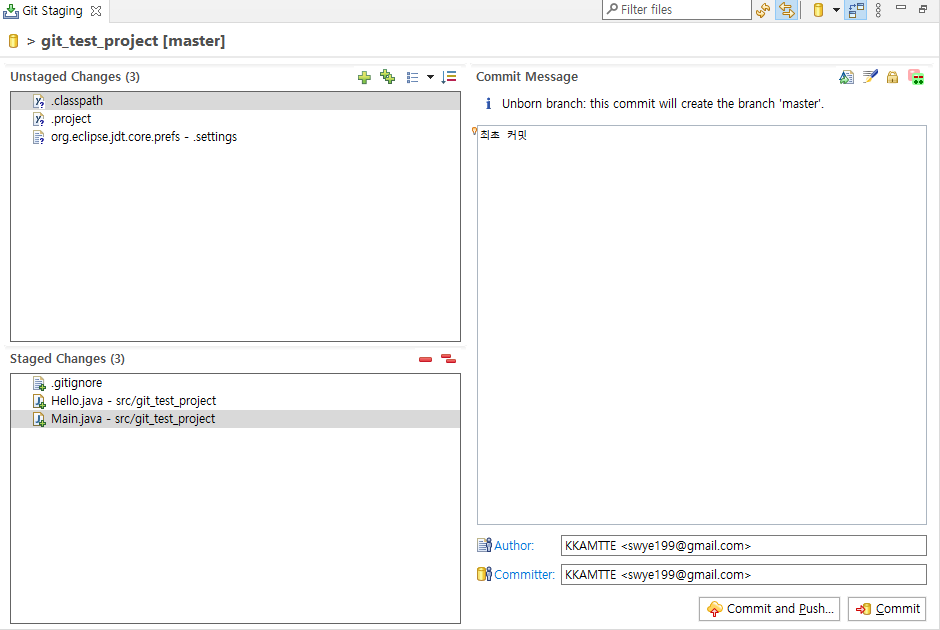 Git Staging
Filter files
> git_test_project [master]
Unstaged Changes (3)
.classpath
.project
org.eclipse.jdt.core.prefs - .settings
Staged Changes (3)
.gitignore
Hello.java - src/git_test_project
Main.java - src/git_test_project
Commit Message
Unborn branch: this commit will create the branch 'master'.
최초 커밋
Author: KKAMTTE <swye199@gmail.com>
Committer: KKAMTTE <swye199@gmail.com>
Commit and Push... Commit